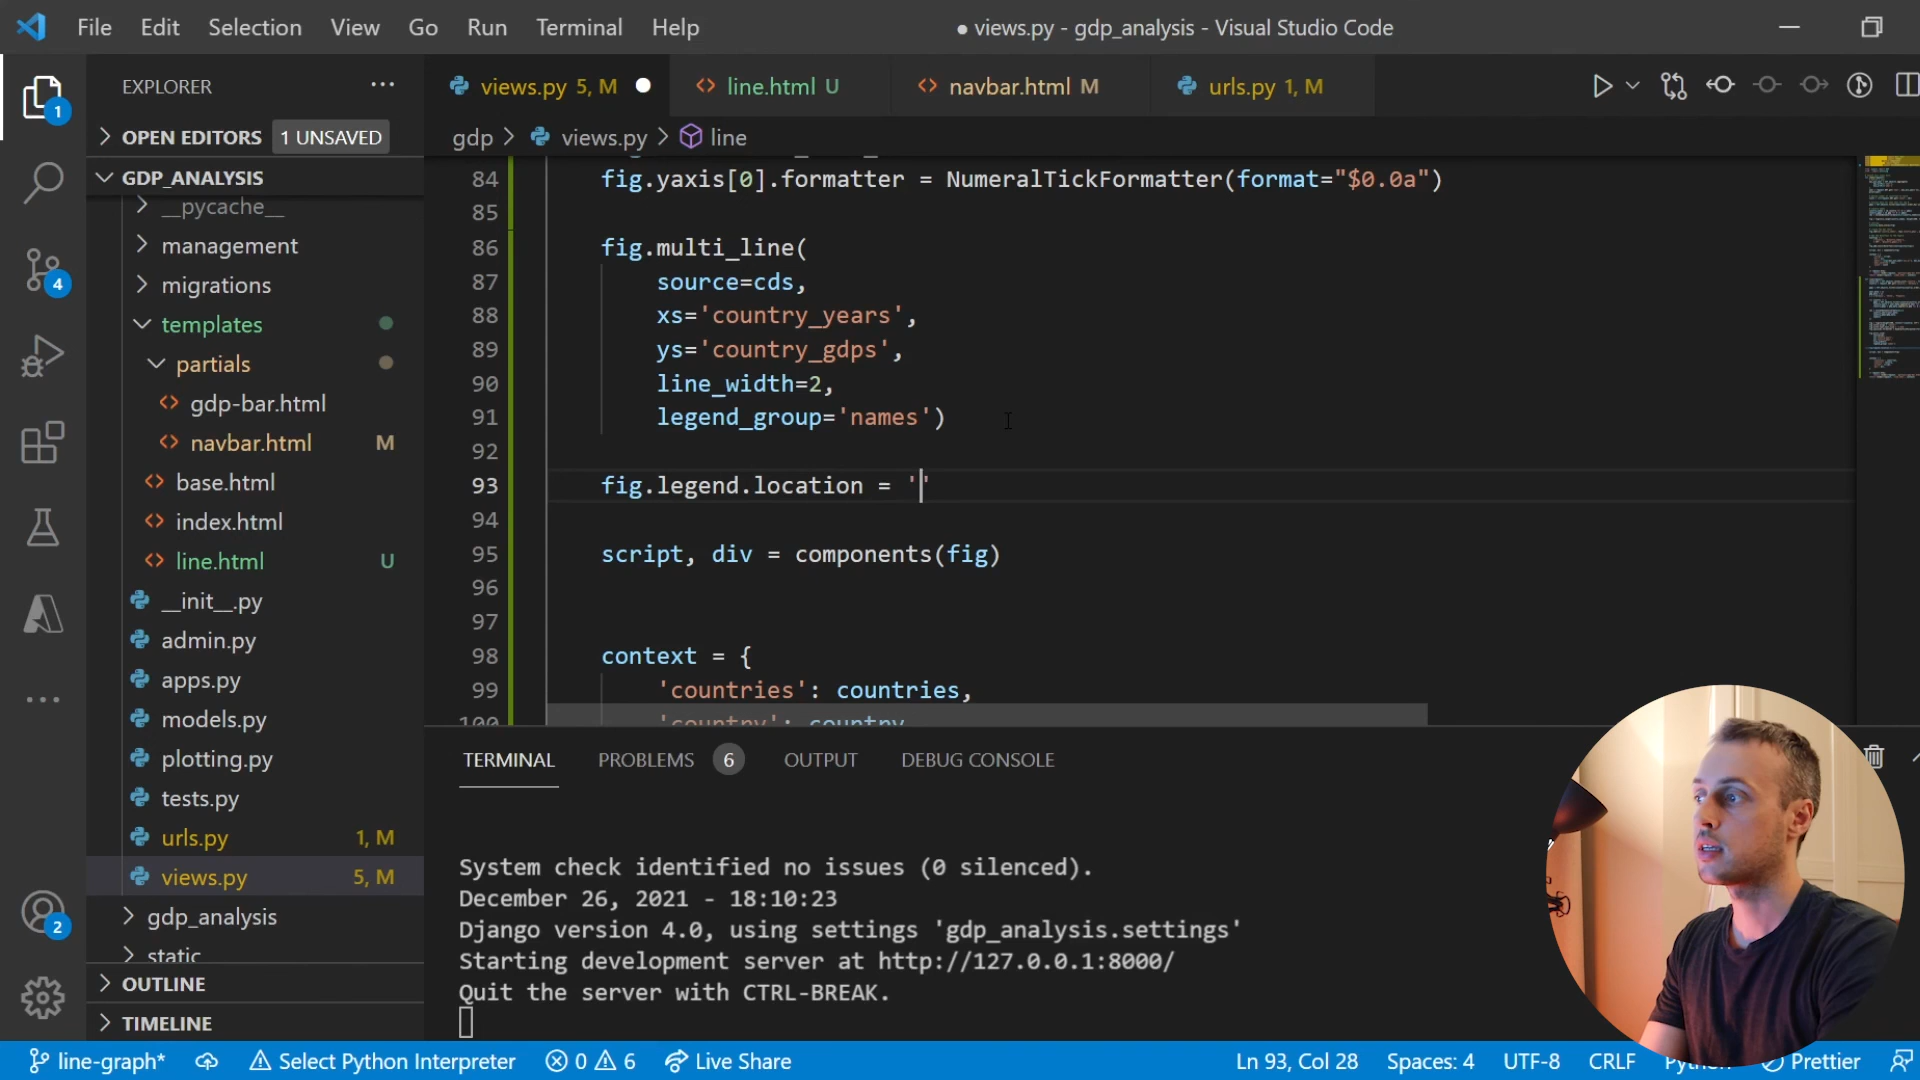 File Edit Selection View Go Run Terminal Help
● views.py - gdp_analysis - Visual Studio Code
EXPLORER
views.py 5, M
line.html U
navbar.html M
urls.py 1, M
OPEN EDITORS 1 UNSAVED
gdp > views.py > line
GDP_ANALYSIS
__pycache__
management
migrations
templates
partials
gdp-bar.html
navbar.html M
base.html
index.html
line.html U
__init__.py
admin.py
apps.py
models.py
plotting.py
tests.py
urls.py 1, M
views.py 5, M
gdp_analysis
static
OUTLINE
TIMELINE
1
4
2
84 fig.yaxis[0].formatter = NumeralTickFormatter(format="$0.0a")
85
86 fig.multi_line(
87 source=cds,
88 xs='country_years',
89 ys='country_gdps',
90 line_width=2,
91 legend_group='names')
92
93 fig.legend.location = ''
94
95 script, div = components(fig)
96
97
98 context = {
99 'countries': countries,
100 'country': country
TERMINAL PROBLEMS 6 OUTPUT DEBUG CONSOLE
System check identified no issues (0 silenced).
December 26, 2021 - 18:10:23
Django version 4.0, using settings 'gdp_analysis.settings'
Starting development server at http://127.0.0.1:8000/
Quit the server with CTRL-BREAK.
line-graph* Select Python Interpreter 0 6 Live Share Ln 93, Col 28 Spaces: 4 UTF-8 CRLF Python Prettier